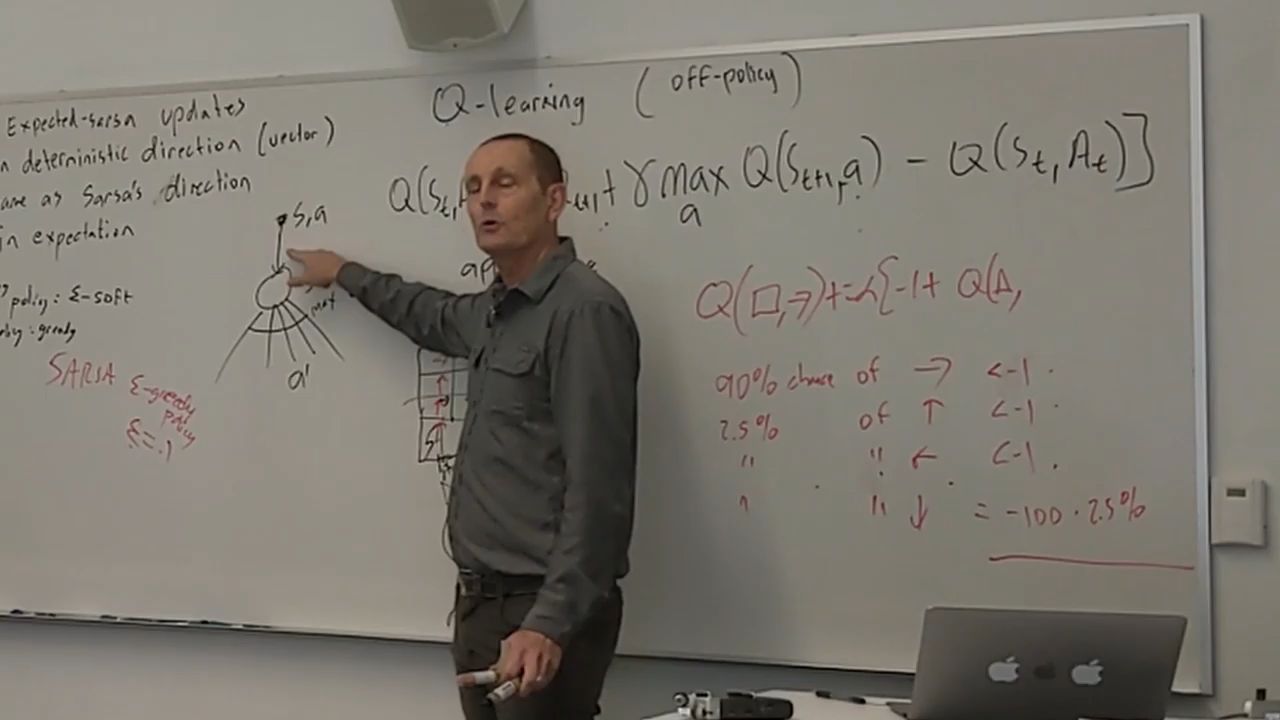 Expected-sarsa updates
n deterministic direction (vector)
ame as Sarsa's direction
in expectation
policy: ε-soft
: greedy
SARSA ε-greedy
policy
ε=.1
S,a
max
a'
S
Q-learning (off-policy)
Q(St, + γ max Q(St+1,a) - Q(St,At)]
a
Q(□,→)+=α{-1+ Q(Δ,
90% chance of → <-1.
2.5% of ↑ <-1.
" " ← <-1.
" " ↓ = -100 · 2.5%